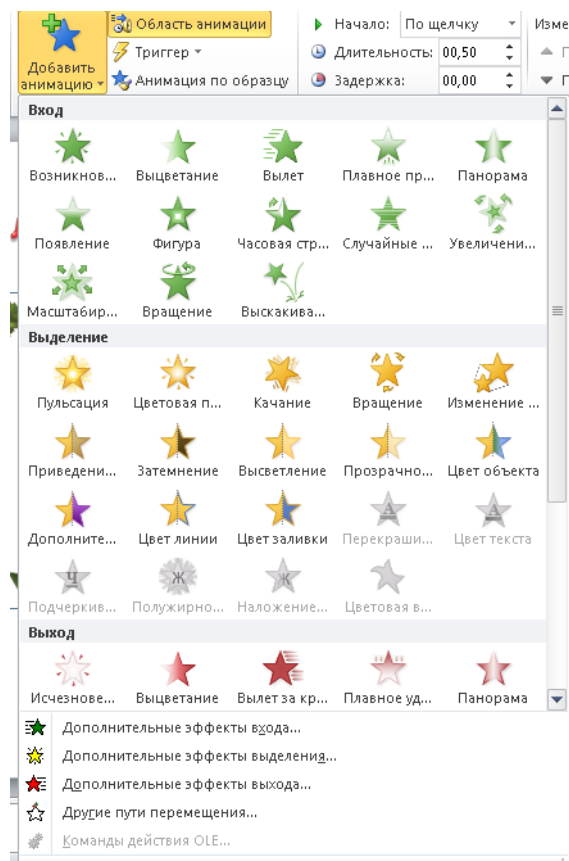 Область анимации
Начало: По щелчку
Изме
Добавить анимацию
Триггер
Длительность: 00,50
П
Анимация по образцу
Задержка: 00,00
П
Вход
Возникнов... Выцветание Вылет Плавное пр... Панорама
Появление Фигура Часовая стр... Случайные ... Увеличени...
Масштабир... Вращение Выскакива...
Выделение
Пульсация Цветовая п... Качание Вращение Изменение ...
Приведени... Затемнение Высветление Прозрачно... Цвет объекта
Дополните... Цвет линии Цвет заливки Перекраши... Цвет текста
Подчеркив... Полужирно... Наложение... Цветовая в...
Выход
Исчезнове... Выцветание Вылет за кр... Плавное уд... Панорама
Дополнительные эффекты входа...
Дополнительные эффекты выделения...
Дополнительные эффекты выхода...
Другие пути перемещения...
Команды действия OLE...